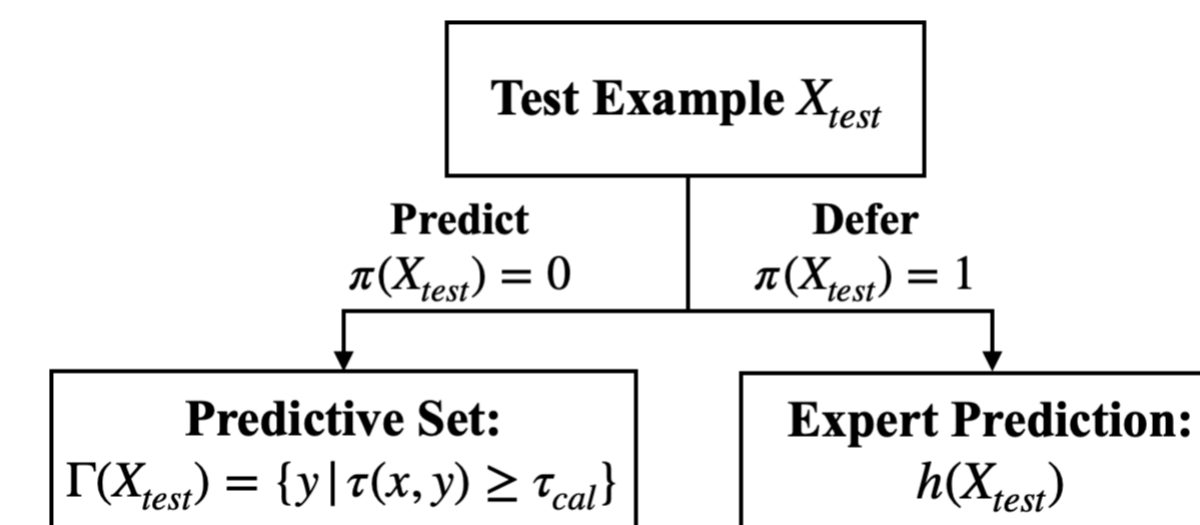 Test Example X_test
Predict
π(X_test) = 0
Defer
π(X_test) = 1
Predictive Set:
Γ(X_test) = {y | τ(x, y) ≥ τ_cal}
Expert Prediction:
h(X_test)